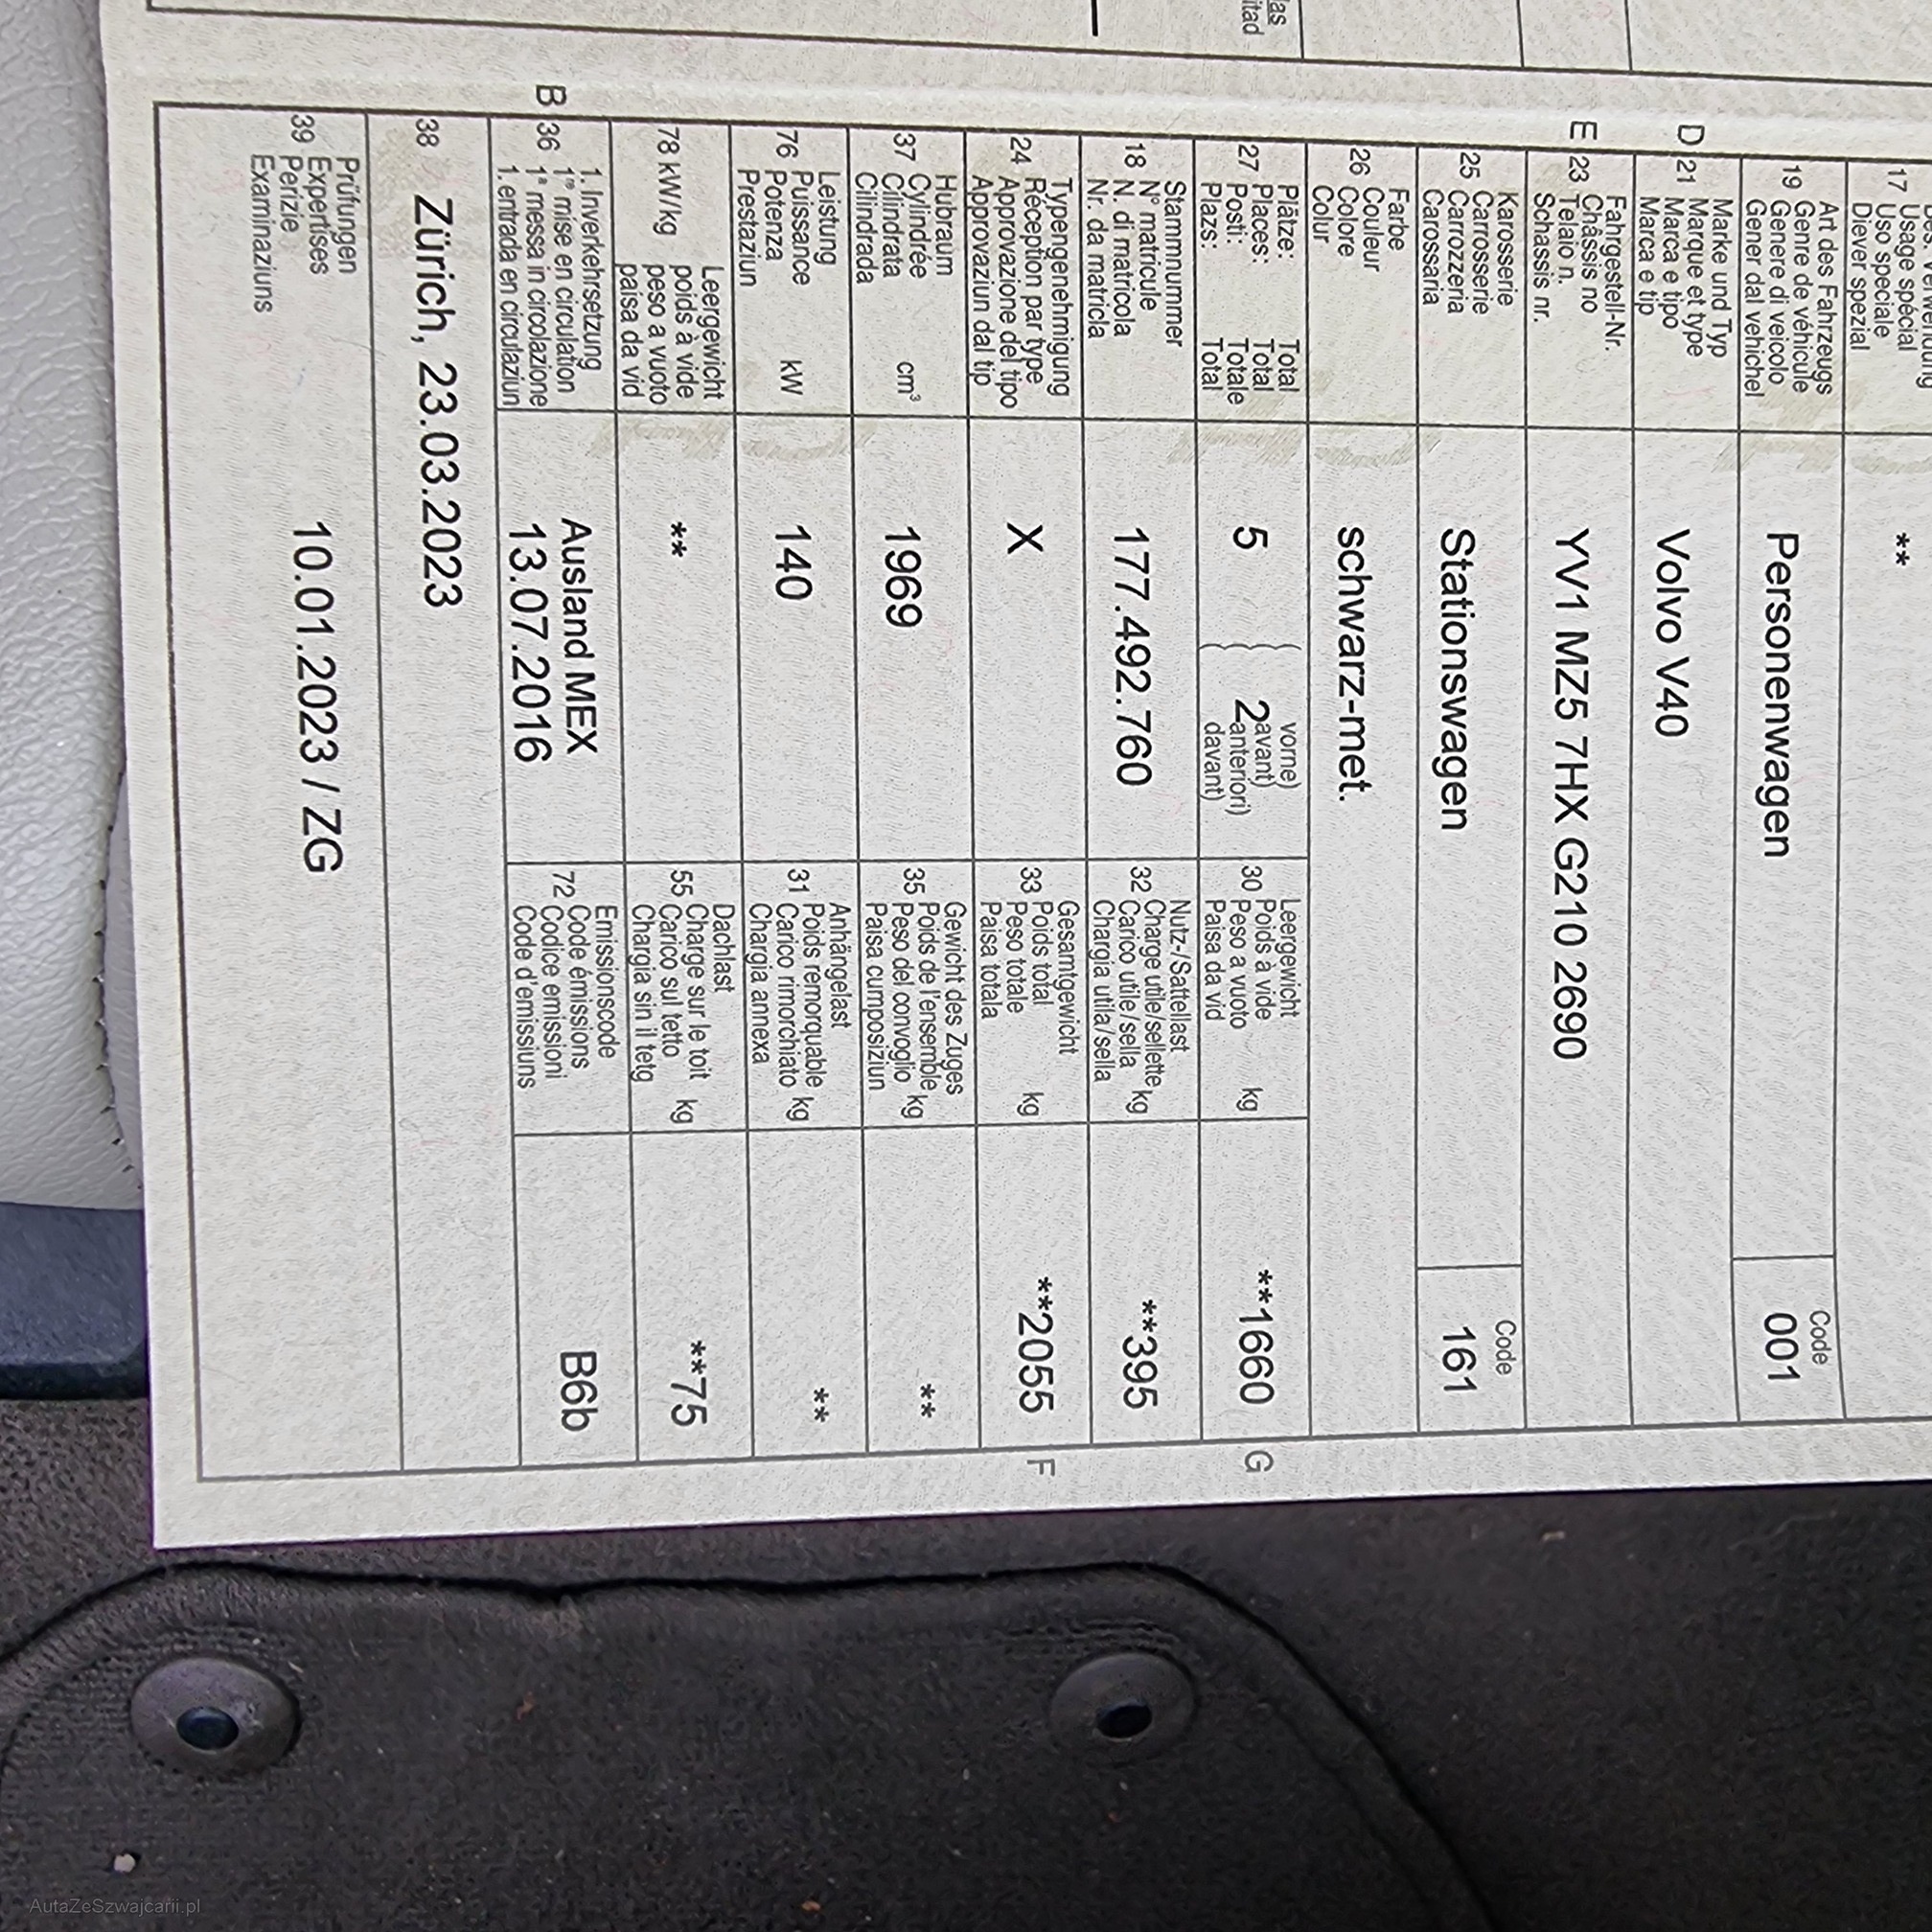 17 Usage spécial
Uso speciale
Diever spezial
**
Art des Fahrzeugs
19 Genre de véhicule
Genere di veicolo
Gener dal vehichel
Personenwagen
Code
001
D
Marke und Typ
21 Marque et type
Marca e tipo
Marca e tip
Volvo V40
E
Fahrgestell-Nr.
23 Châssis no
Telaio n.
Schassis nr.
YV1 MZ5 7HX G210 2690
Karosserie
25 Carrosserie
Carrozzeria
Carossaria
Stationswagen
Code
161
Farbe
26 Couleur
Colore
Colur
schwarz-met.
Plätze: Total
27 Places: Total
Posti: Totale
Plazs: Total
5
2
vorne)
avant)
anteriori)
davant)
Leergewicht
30 Poids à vide
Peso a vuoto kg
Paisa da vid
**1660
G
Stammnummer
18 N° matricule
N. di matricola
Nr. da matricla
177.492.760
Nutz-/Sattellast
32 Charge utile/sellette
Carico utile/sella kg
Chargia utila/sella
**395
Typengenehmigung
24 Réception par type
Approvazione del tipo
Approvaziun dal tip
X
Gesamtgewicht
33 Poids total
Peso totale kg
Paisa totala
**2055
F
Hubraum
37 Cylindrée
Cilindrata cm³
Cilindrada
1969
Gewicht des Zuges
35 Poids de l'ensemble
Peso del convoglio kg
Paisa cumposiziun
**
Leistung
76 Puissance
Potenza kW
Prestaziun
140
Anhängelast
31 Poids remorquable
Carico rimorchiato kg
Chargia annexa
**
78 kW/kg
Leergewicht
poids à vide
peso a vuoto
paisa da vid
**
Dachlast
55 Charge sur le toit
Carico sul tetto kg
Chargia sin il tetg
**75
B
1. Inverkehrsetzung
36 1re mise en circulation
1a messa in circolazione
1. entrada en circulaziun
Ausland MEX
13.07.2016
Emissionscode
72 Code émissions
Codice emissioni
Code d'emissiuns
B6b
38 Zürich, 23.03.2023
Prüfungen
39 Expertises
Perizie
Examinaziuns
10.01.2023 / ZG
AutaZeSzwajcarii.pl